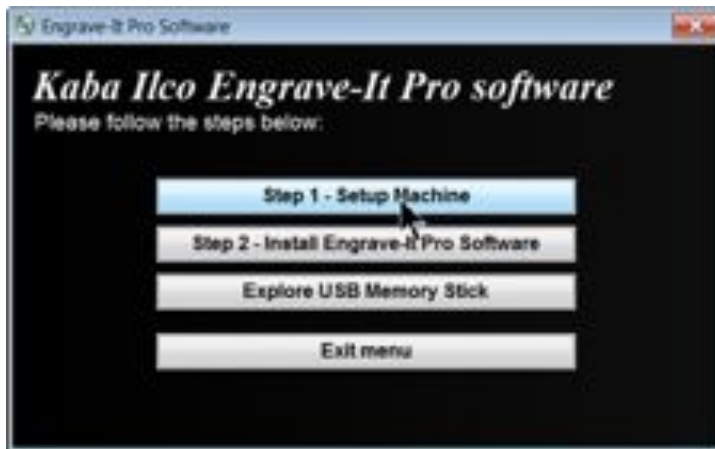 Engrave-It Pro Software
Kaba Ilco Engrave-It Pro software
Please follow the steps below:
Step 1 - Setup Machine
Step 2 - Install Engrave-It Pro Software
Explore USB Memory Stick
Exit menu